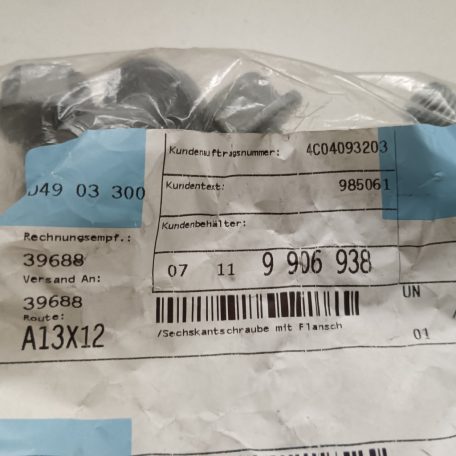 Kundenauftragsnummer: 4C04093203
J49 03 300
Kundentext: 985061
Kundenbehälter:
Rechnungsempf.:
39688
07 11 9 906 938
Versand An:
39688
UN
Route:
/Sechskantschraube mit Flansch
A13X12
01